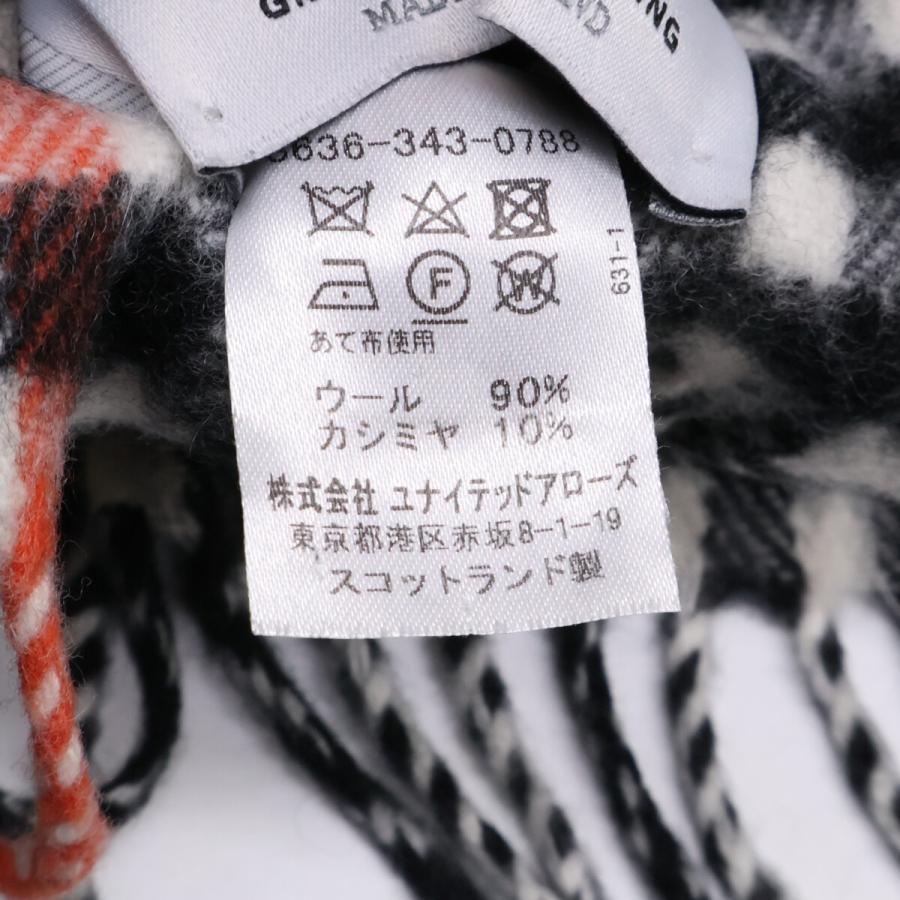 MADE
636-343-0788
F
W
631-1
あて布使用
ウール 90%
カシミヤ 10%
株式会社 ユナイテッドアローズ
東京都港区赤坂8-1-19
スコットランド製